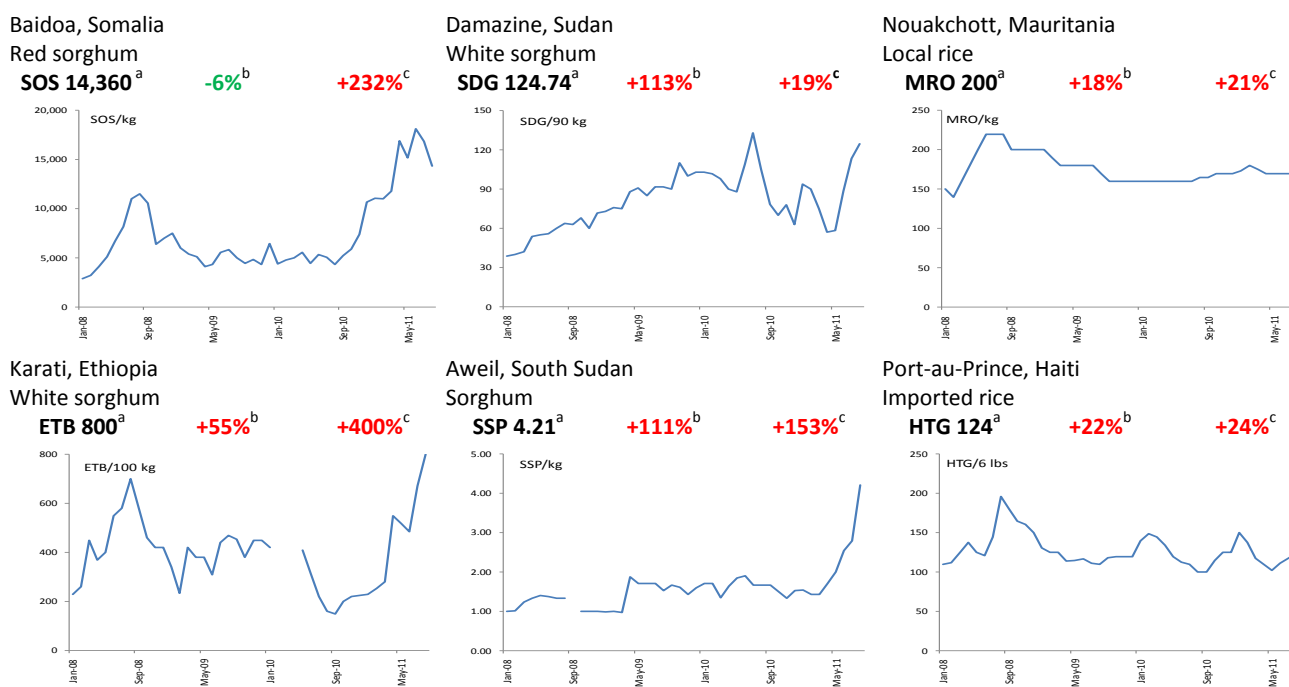 Baidoa, Somalia
Red sorghum
SOS 14,360a -6%b +232%c
20,000
15,000
10,000
5,000
0
SOS/kg
Jan-08
Sep-08
May-09
Jan-10
Sep-10
May-11
Damazine, Sudan
White sorghum
SDG 124.74a +113%b +19%c
150
120
90
60
30
0
SDG/90 kg
Jan-08
Sep-08
May-09
Jan-10
Sep-10
May-11
Nouakchott, Mauritania
Local rice
MRO 200a +18%b +21%c
250
200
150
100
50
0
MRO/kg
Jan-08
Sep-08
May-09
Jan-10
Sep-10
May-11
Karati, Ethiopia
White sorghum
ETB 800a +55%b +400%c
800
600
400
200
0
ETB/100 kg
Jan-08
Sep-08
May-09
Jan-10
Sep-10
May-11
Aweil, South Sudan
Sorghum
SSP 4.21a +111%b +153%c
5.00
4.00
3.00
2.00
1.00
0.00
SSP/kg
Jan-08
Sep-08
May-09
Jan-10
Sep-10
May-11
Port-au-Prince, Haiti
Imported rice
HTG 124a +22%b +24%c
250
200
150
100
50
0
HTG/6 lbs
Jan-08
Sep-08
May-09
Jan-10
Sep-10
May-11